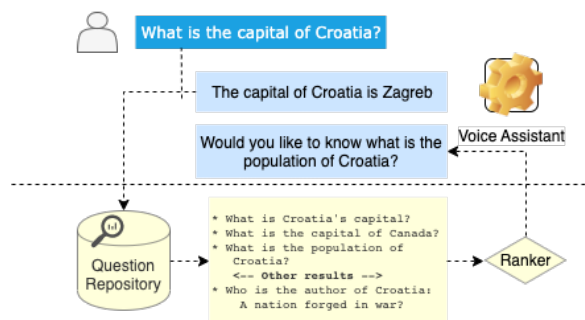 What is the capital of Croatia?
The capital of Croatia is Zagreb
Would you like to know what is the
population of Croatia?
Voice Assistant
Question
Repository
* What is Croatia's capital?
* What is the capital of Canada?
* What is the population of
Croatia?
<-- Other results -->
* Who is the author of Croatia:
A nation forged in war?
Ranker